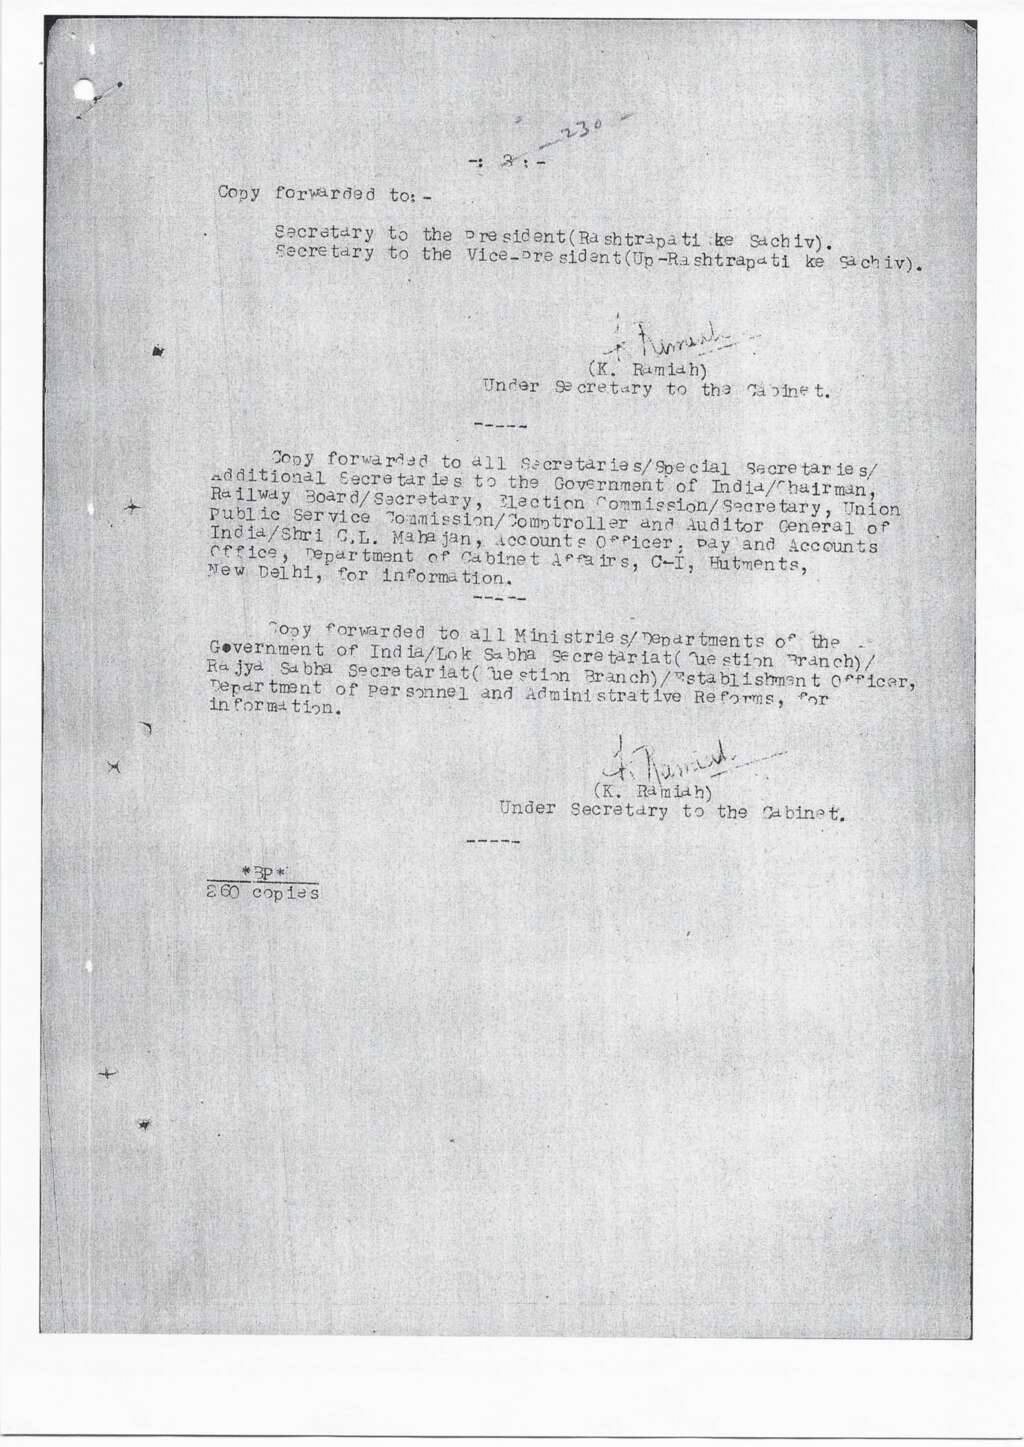 - 230 -
-: 3 : -
Copy forwarded to:-
Secretary to the President(Rashtrapati ke Sachiv).
Secretary to the Vice-President(Up-Rashtrapati ke Sachiv).
K. Ramiah
(K. Ramiah)
Under Secretary to the Cabinet.
-----
Copy forwarded to all Secretaries/Special Secretaries/
Additional Secretaries to the Government of India/Chairman,
Railway Board/Secretary, Election Commission/Secretary, Union
Public Service Commission/Comptroller and Auditor General of
India/Shri C.L. Mahajan, Accounts Officer, Pay and Accounts
Office, Department of Cabinet Affairs, C-I, Hutments,
New Delhi, for information.
-----
Copy forwarded to all Ministries/Departments of the
Government of India/Lok Sabha Secretariat(Question Branch)/
Rajya Sabha Secretariat(Question Branch)/Establishment Officer,
Department of Personnel and Administrative Reforms, for
information.
K. Ramiah
(K. Ramiah)
Under Secretary to the Cabinet.
-----
*BP*
260 copies